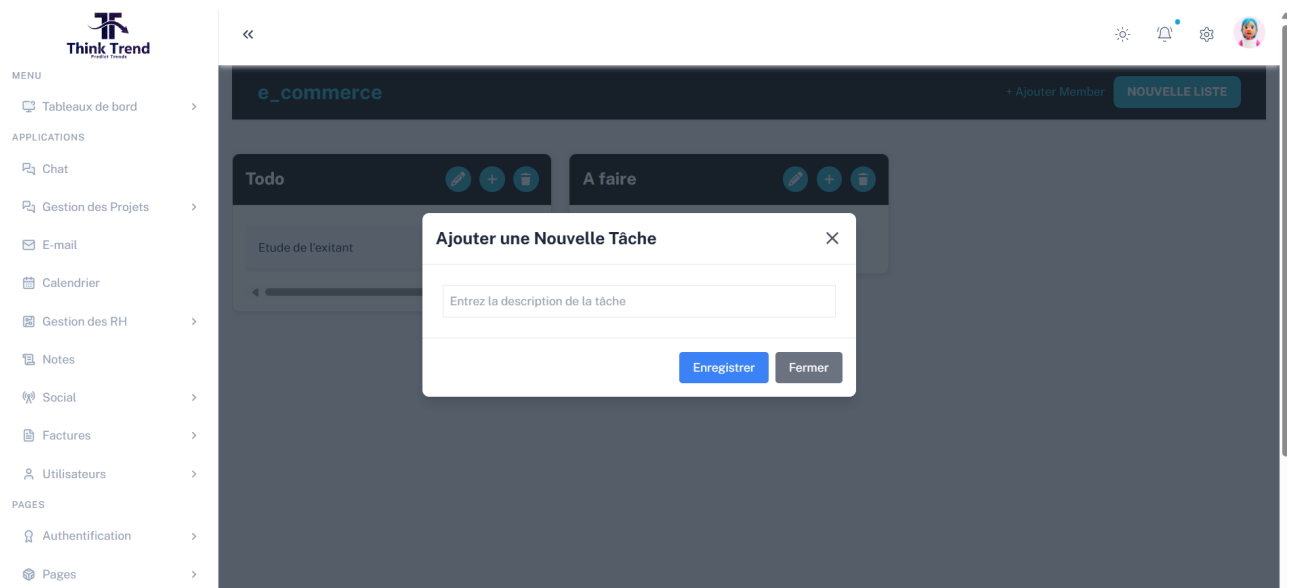 Think Trend
Predict Trends
MENU
Tableaux de bord
APPLICATIONS
Chat
Gestion des Projets
E-mail
Calendrier
Gestion des RH
Notes
Social
Factures
Utilisateurs
PAGES
Authentification
Pages
e_commerce
+ Ajouter Member
NOUVELLE LISTE
Todo
A faire
Etude de l'exitant
Ajouter une Nouvelle Tâche
Entrez la description de la tâche
Enregistrer
Fermer